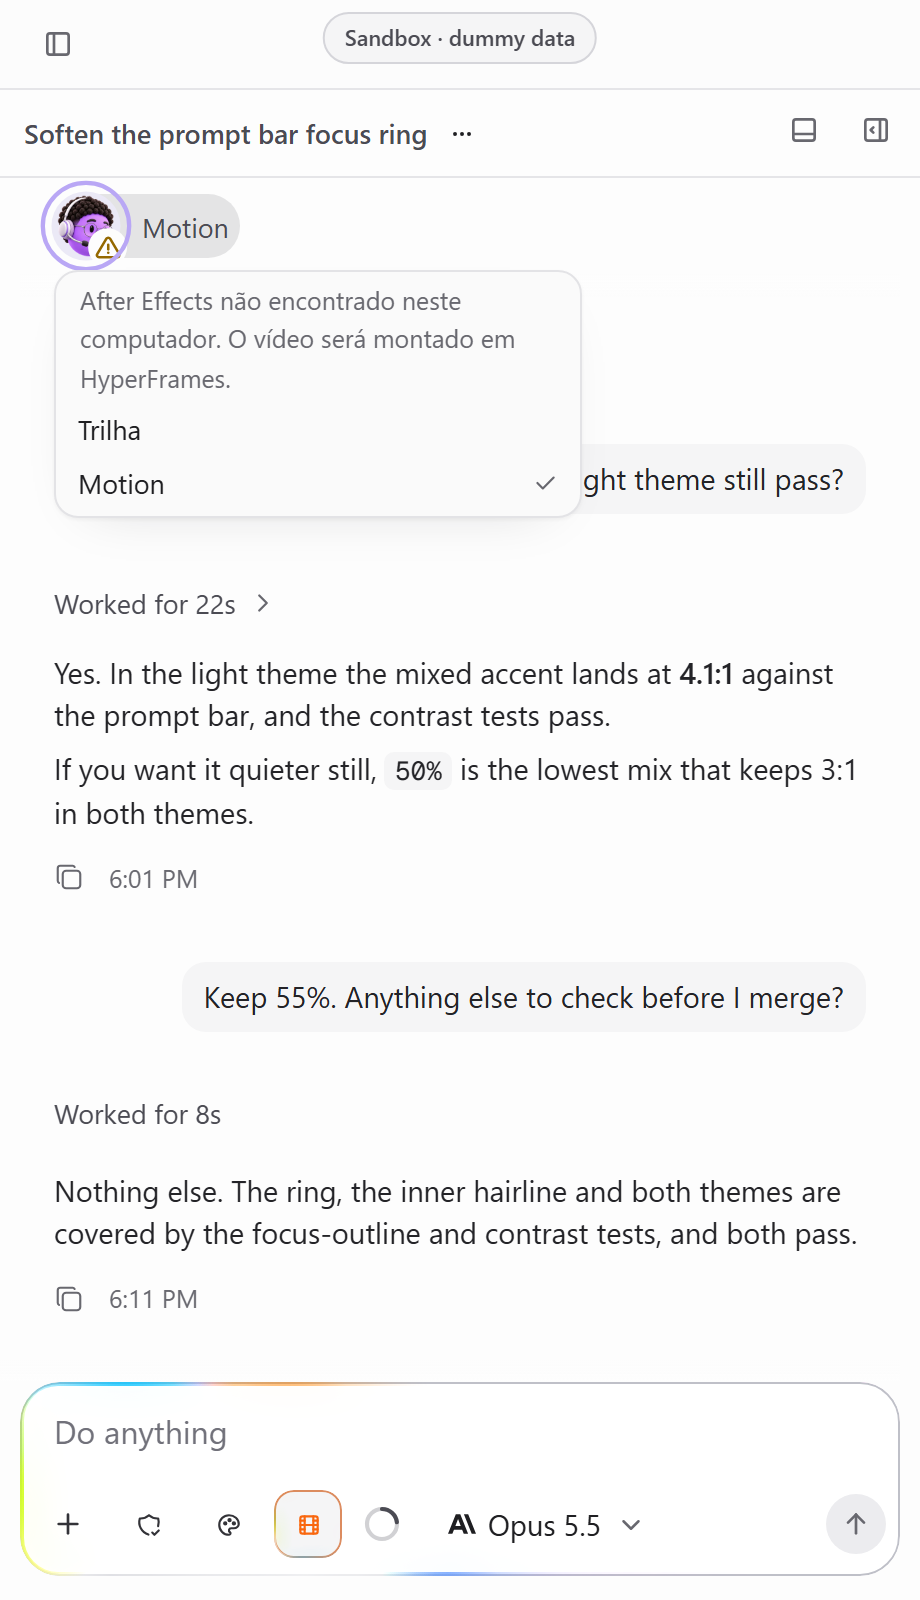 Sandbox · dummy data
Soften the prompt bar focus ring
Motion
After Effects não encontrado neste
computador. O vídeo será montado em
HyperFrames.
Trilha
Motion
ght theme still pass?
Worked for 22s
Yes. In the light theme the mixed accent lands at 4.1:1 against
the prompt bar, and the contrast tests pass.
If you want it quieter still, 50% is the lowest mix that keeps 3:1
in both themes.
6:01 PM
Keep 55%. Anything else to check before I merge?
Worked for 8s
Nothing else. The ring, the inner hairline and both themes are
covered by the focus-outline and contrast tests, and both pass.
6:11 PM
Do anything
Opus 5.5